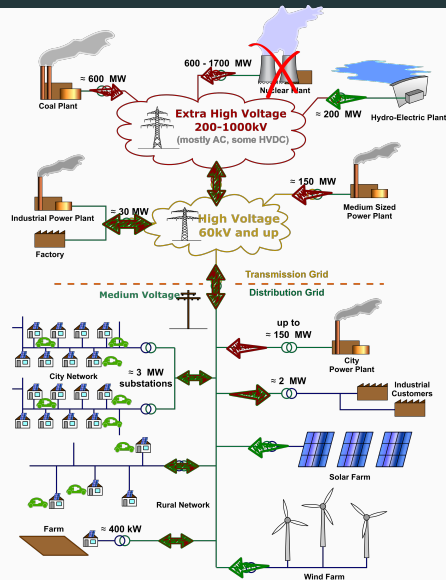 ≈ 600 MW
Coal Plant
600 - 1700 MW
Nuclear Plant
≈ 200 MW
Hydro-Electric Plant
Extra High Voltage
200-1000kV
(mostly AC, some HVDC)
≈ 150 MW
Medium Sized
Power Plant
Industrial Power Plant
≈ 30 MW
Factory
High Voltage
60kV and up
Transmission Grid
Medium Voltage
Distribution Grid
City Network
≈ 3 MW
substations
up to
≈ 150 MW
City
Power Plant
≈ 2 MW
Industrial
Customers
Solar Farm
Rural Network
Farm
≈ 400 kW
Wind Farm